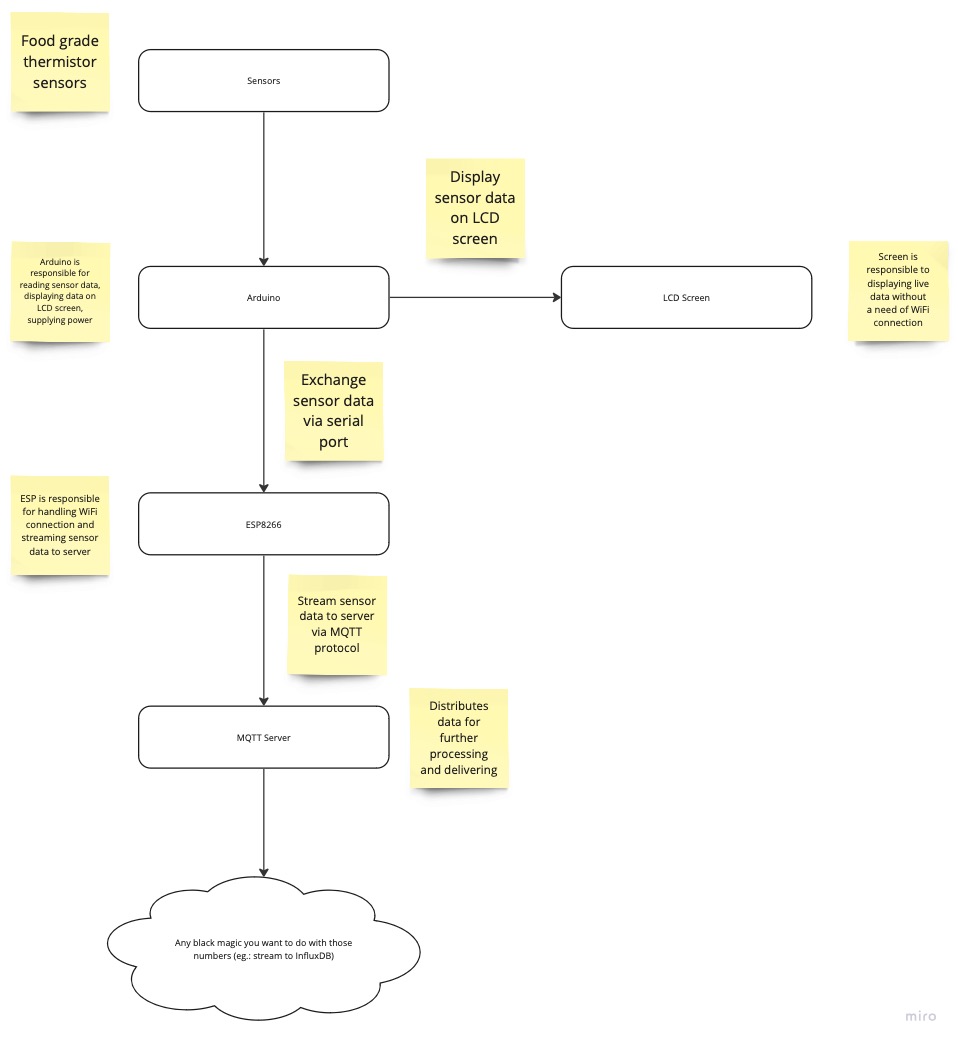 Food grade
thermistor
sensors
Sensors
Display
sensor data
on LCD
screen
Arduino is
responsible for
reading sensor data,
displaying data on
LCD screen,
supplying power
Arduino
LCD Screen
Screen is
responsible to
displaying live
data without
a need of WiFi
connection
Exchange
sensor data
via serial
port
ESP is responsible
for handling WiFi
connection and
streaming sensor
data to server
ESP8266
Stream sensor
data to server
via MQTT
protocol
MQTT Server
Distributes
data for
further
processing
and delivering
Any black magic you want to do with those
numbers (eg.: stream to InfluxDB)
miro